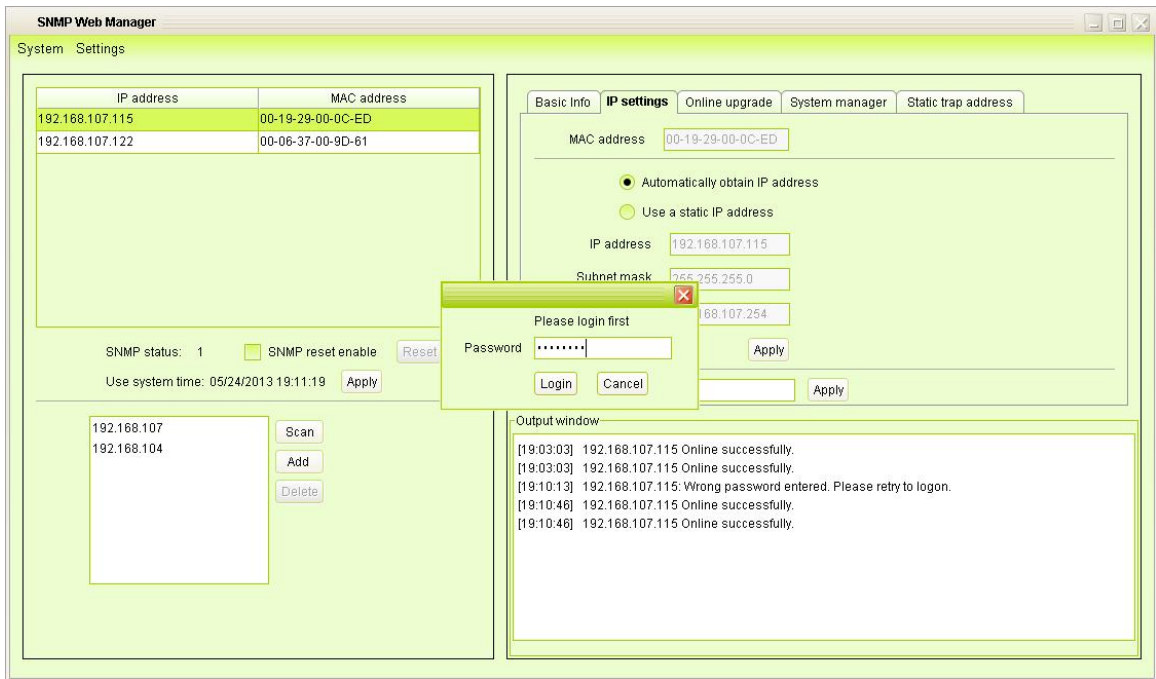 SNMP Web Manager
System Settings
IP address MAC address
192.168.107.115 00-19-29-00-0C-ED
192.168.107.122 00-06-37-00-9D-61
SNMP status: 1 SNMP reset enable Reset
Use system time: 05/24/2013 19:11:19 Apply
192.168.107
192.168.104
Scan
Add
Delete
Basic Info IP settings Online upgrade System manager Static trap address
MAC address 00-19-29-00-0C-ED
Automatically obtain IP address
Use a static IP address
IP address 192.168.107.115
Subnet mask 255.255.255.0
68.107.254
Apply
Apply
Please login first
Password ········
Login Cancel
Output window
[19:03:03] 192.168.107.115 Online successfully.
[19:03:03] 192.168.107.115 Online successfully.
[19:10:13] 192.168.107.115: Wrong password entered. Please retry to logon.
[19:10:46] 192.168.107.115 Online successfully.
[19:10:46] 192.168.107.115 Online successfully.